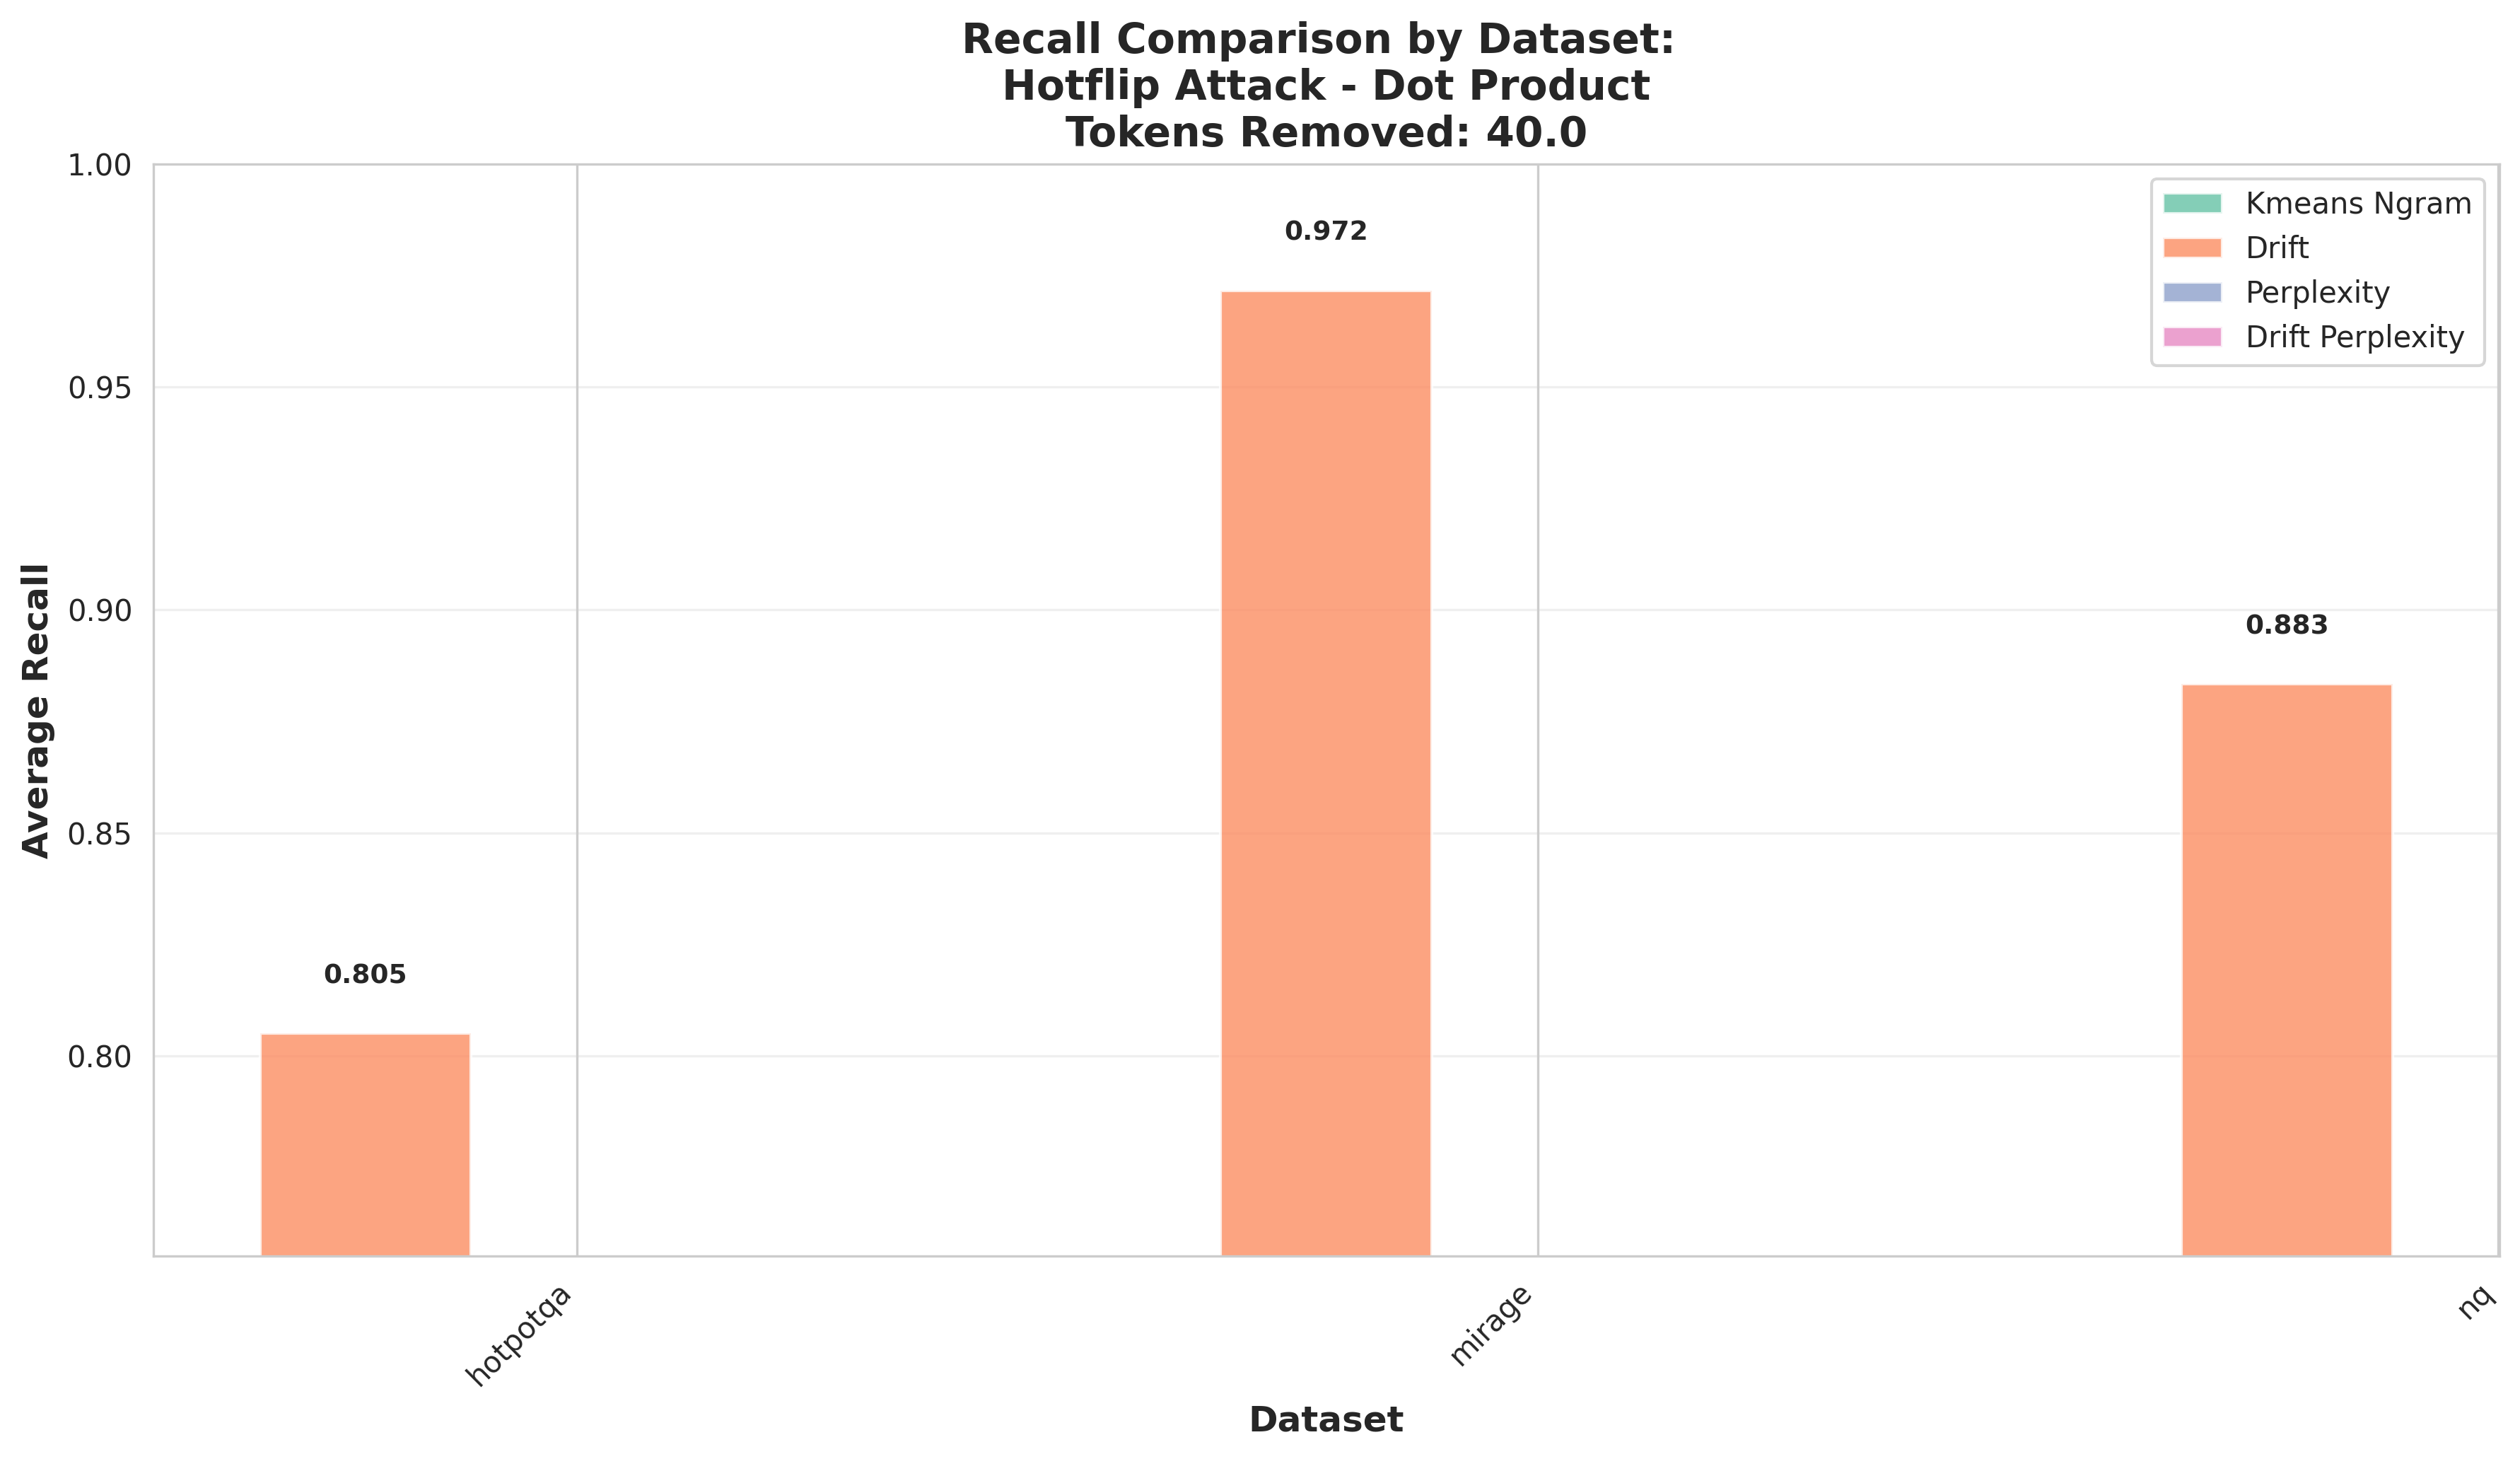 Recall Comparison by Dataset:
Hotflip Attack - Dot Product
Tokens Removed: 40.0
1.00
0.95
0.90
0.85
0.80
Average Recall
0.805
0.972
0.883
Kmeans Ngram
Drift
Perplexity
Drift Perplexity
hotpotqa
mirage
nq
Dataset